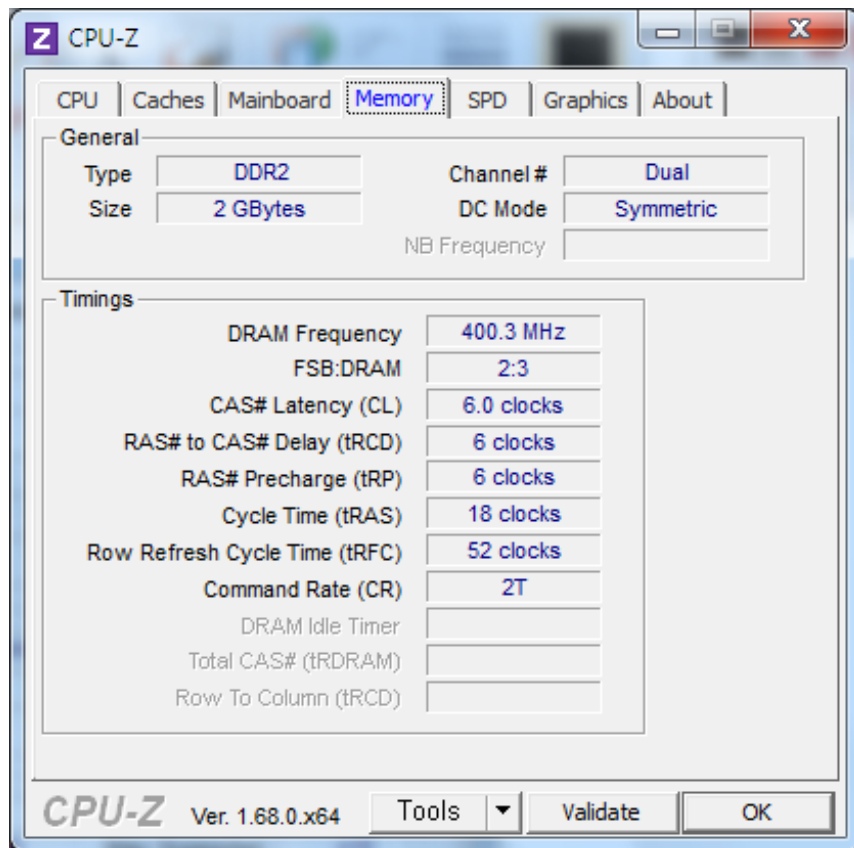 CPU-Z
CPU Caches Mainboard Memory SPD Graphics About
General
Type DDR2 Channel # Dual
Size 2 GBytes DC Mode Symmetric
NB Frequency
Timings
DRAM Frequency 400.3 MHz
FSB:DRAM 2:3
CAS# Latency (CL) 6.0 clocks
RAS# to CAS# Delay (tRCD) 6 clocks
RAS# Precharge (tRP) 6 clocks
Cycle Time (tRAS) 18 clocks
Row Refresh Cycle Time (tRFC) 52 clocks
Command Rate (CR) 2T
DRAM Idle Timer
Total CAS# (tRDRAM)
Row To Column (tRCD)
CPU-Z Ver. 1.68.0.x64 Tools Validate OK